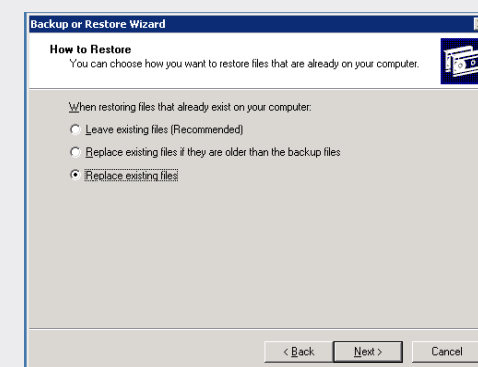 Backup or Restore Wizard
How to Restore
You can choose how you want to restore files that are already on your computer.
When restoring files that already exist on your computer:
Leave existing files (Recommended)
Replace existing files if they are older than the backup files
Replace existing files
< Back
Next >
Cancel